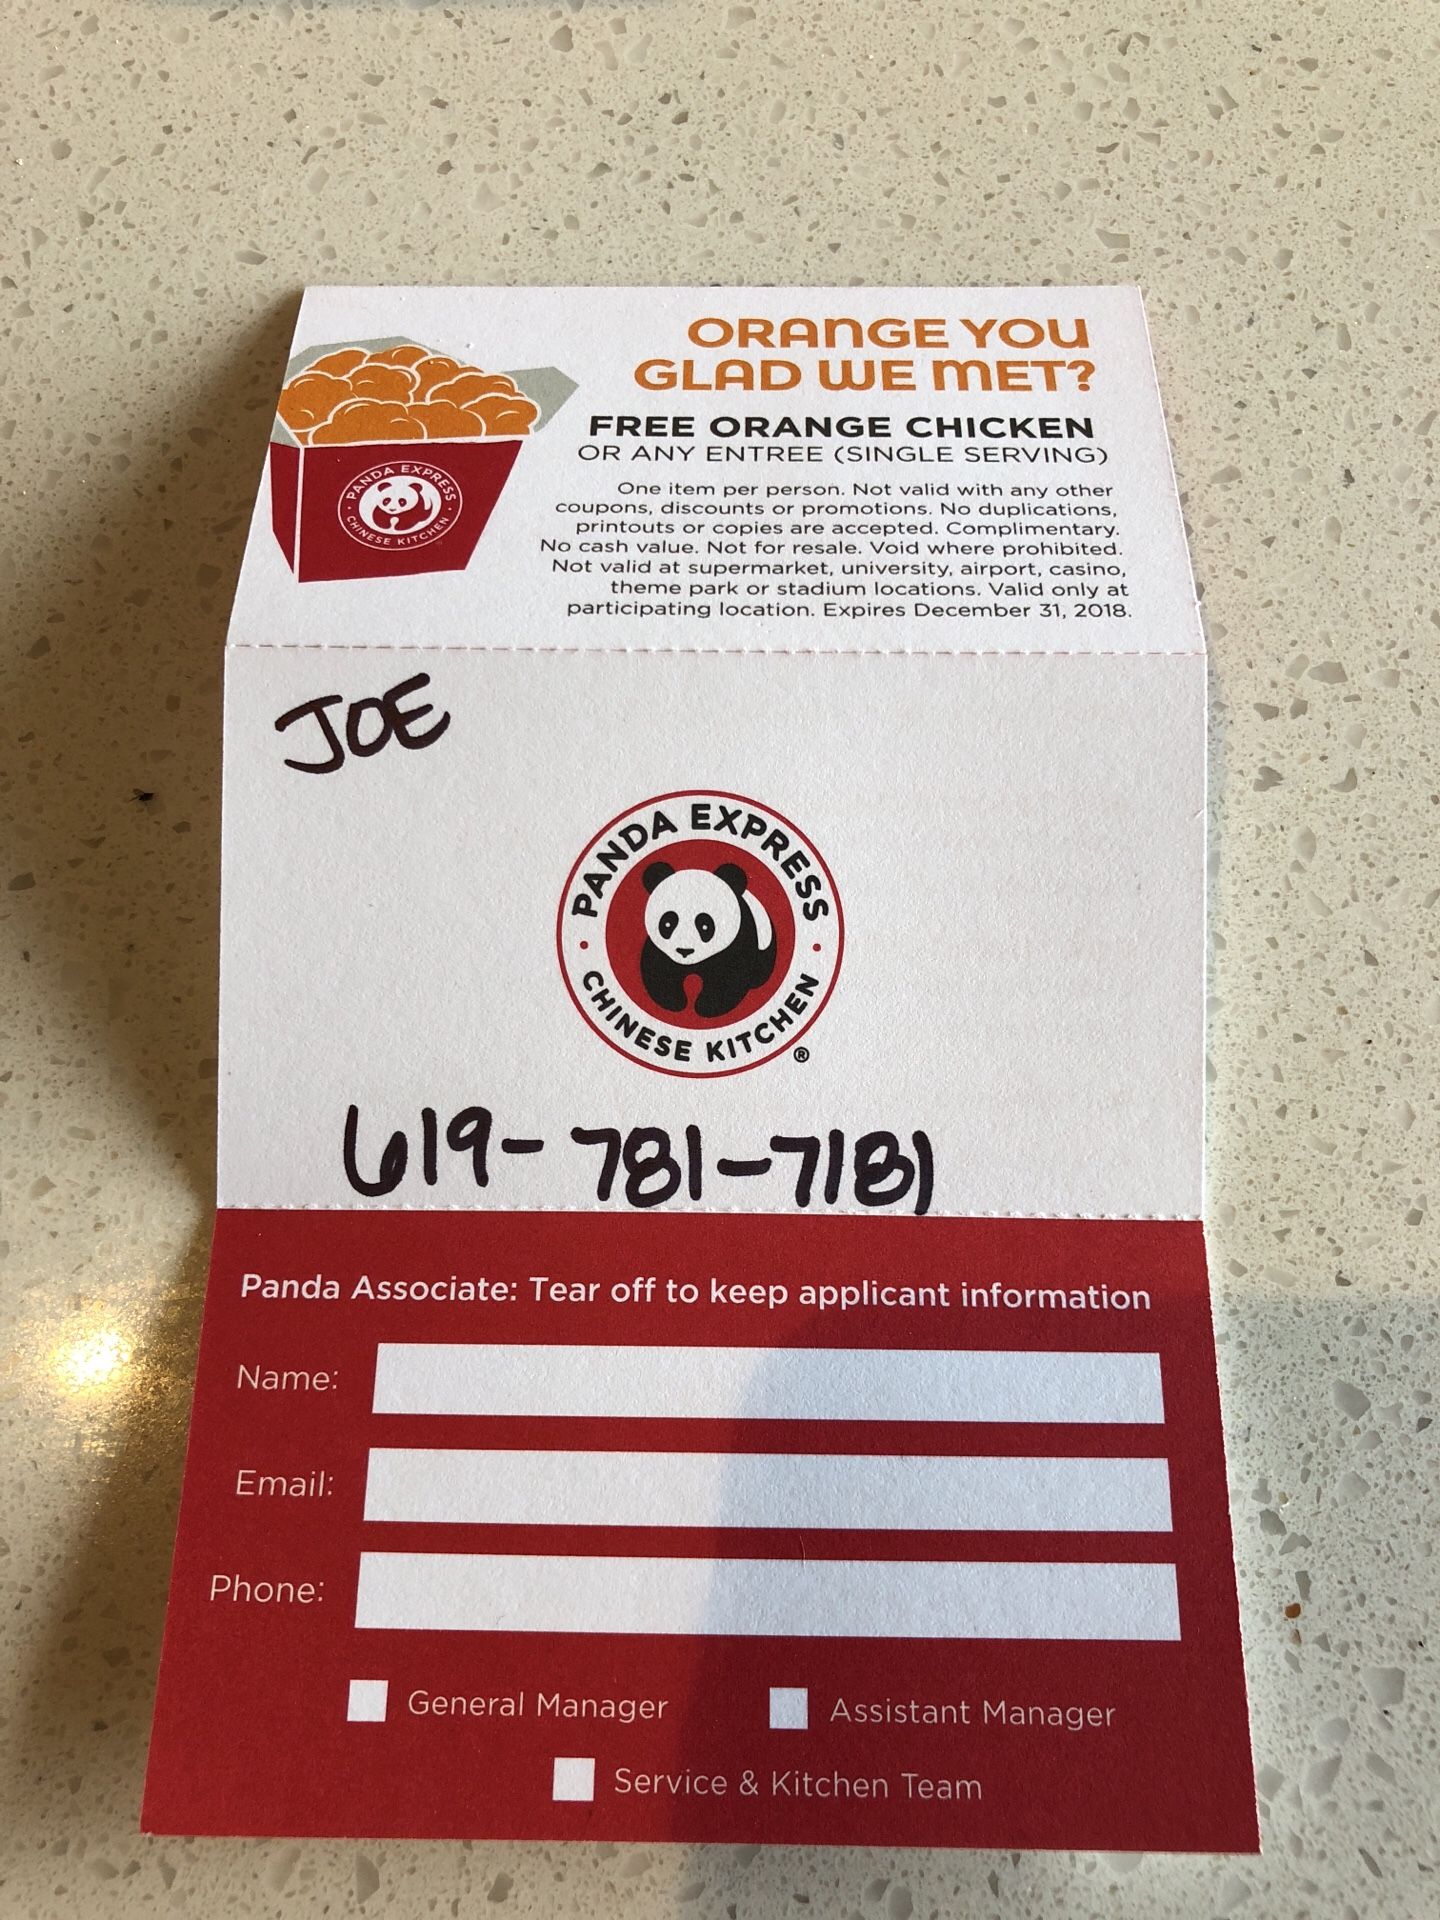 ORANGE YOU
GLAD WE MET?
FREE ORANGE CHICKEN
OR ANY ENTREE (SINGLE SERVING)
One item per person. Not valid with any other
coupons, discounts or promotions. No duplications,
printouts or copies are accepted. Complimentary.
No cash value. Not for resale. Void where prohibited.
Not valid at supermarket, university, airport, casino,
theme park or stadium locations. Valid only at
participating location. Expires December 31, 2018.
PANDA EXPRESS
CHINESE KITCHEN
JOE
PANDA EXPRESS
CHINESE KITCHEN ®
619-781-7181
Panda Associate: Tear off to keep applicant information
Name:
Email:
Phone:
General Manager
Assistant Manager
Service & Kitchen Team